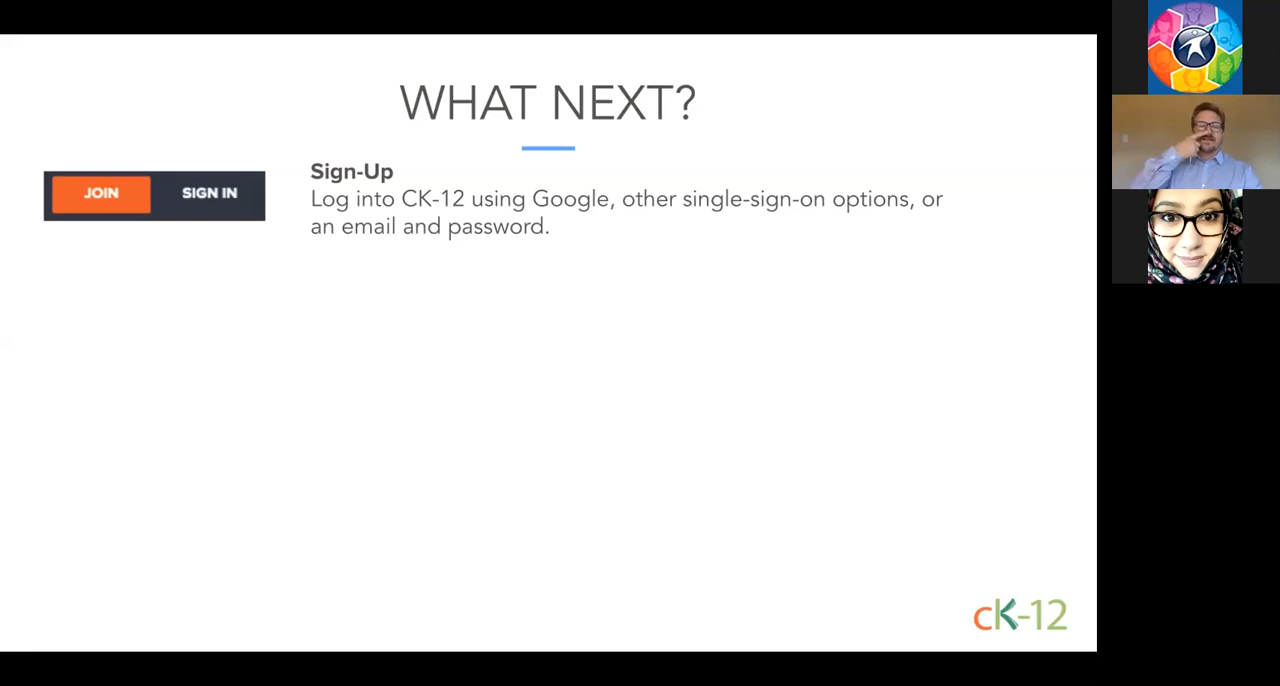 WHAT NEXT?
JOIN SIGN IN
Sign-Up
Log into CK-12 using Google, other single-sign-on options, or
an email and password.
cK-12